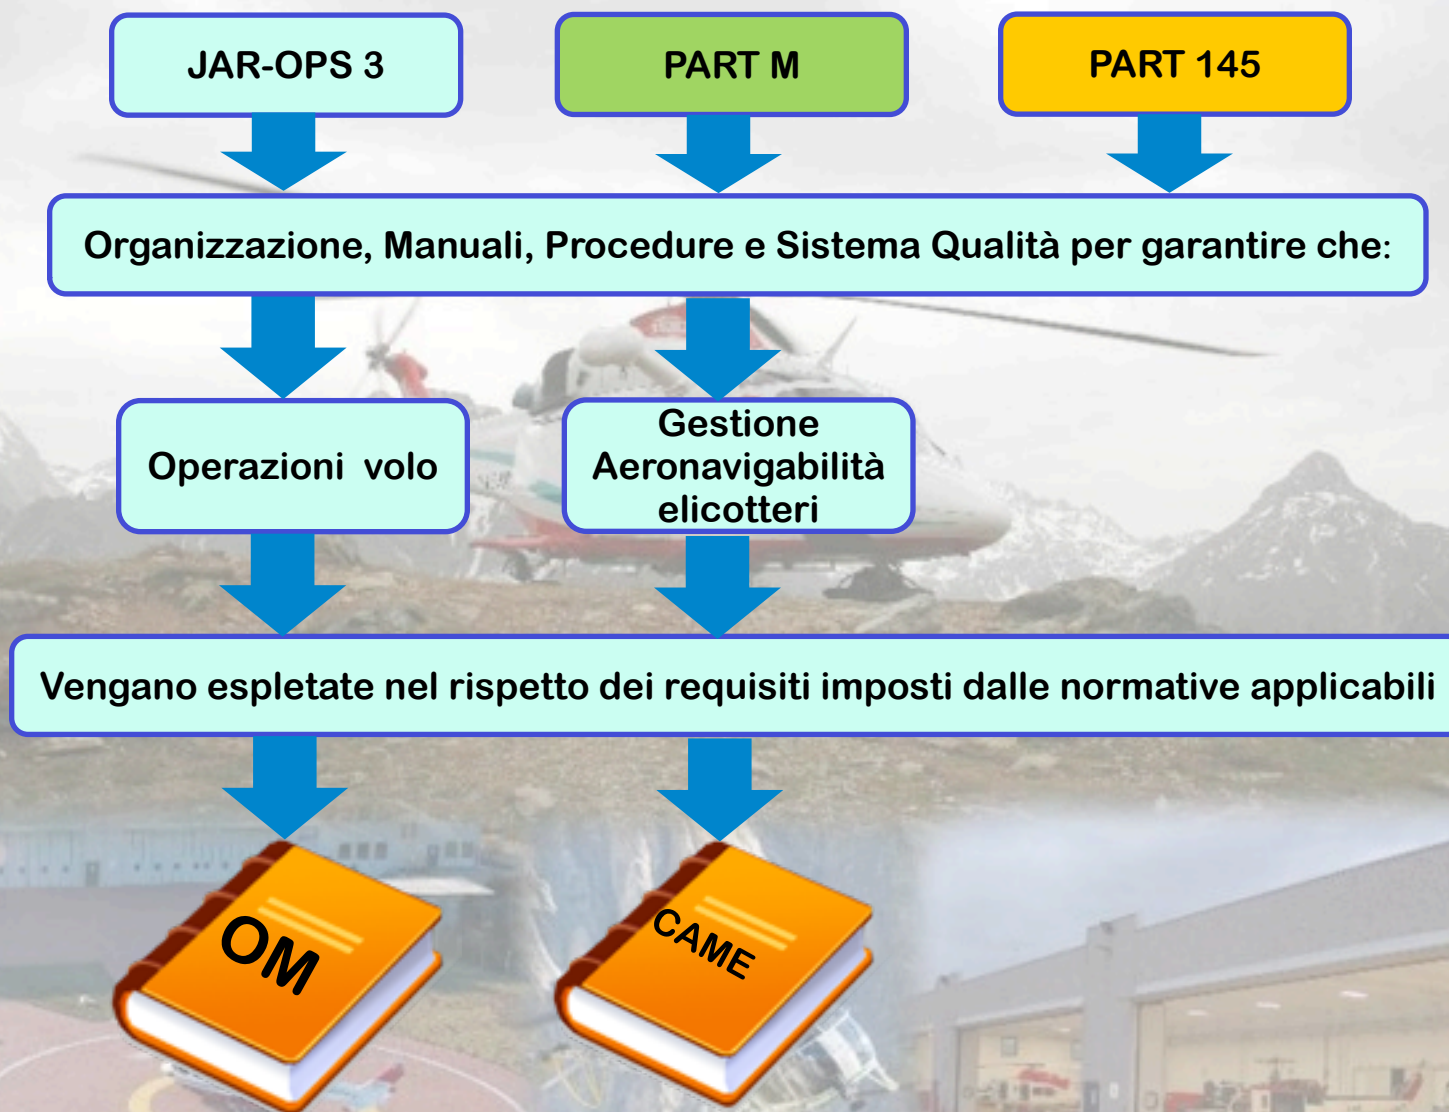 JAR-OPS 3
PART M
PART 145
Organizzazione, Manuali, Procedure e Sistema Qualità per garantire che:
Operazioni volo
Gestione
Aeronavigabilità
elicotteri
Vengano espletate nel rispetto dei requisiti imposti dalle normative applicabili
OM
CAME